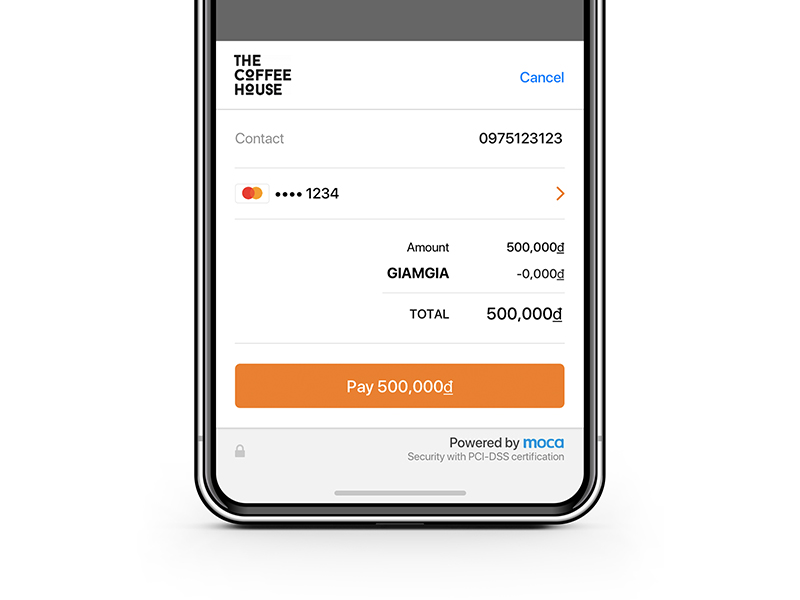 THE
COFFEE
HOUSE
Cancel
Contact 0975123123
•••• 1234
Amount 500,000₫
GIAMGIA -0,000₫
TOTAL 500,000₫
Pay 500,000₫
Powered by moca
Security with PCI-DSS certification